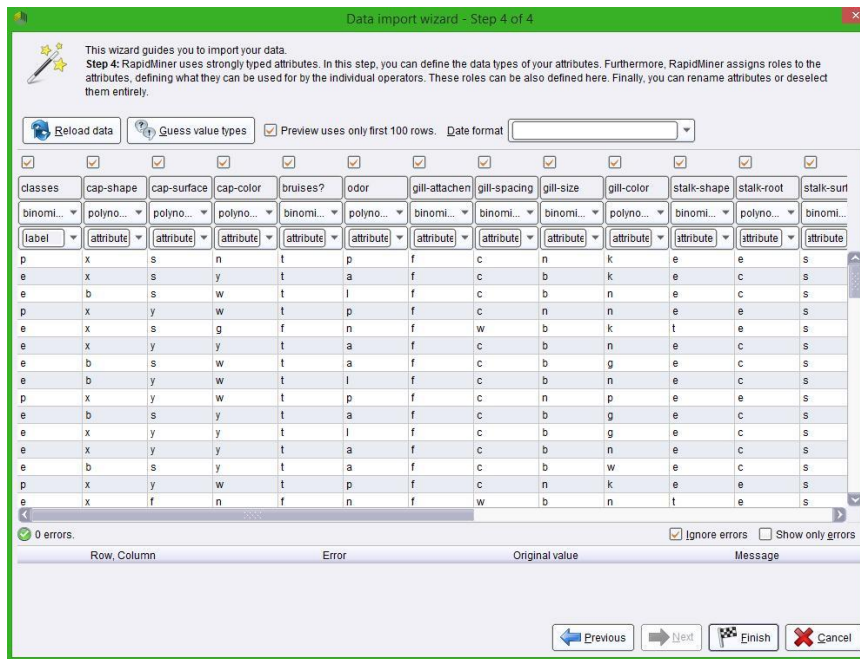 Data import wizard - Step 4 of 4
This wizard guides you to import your data.
Step 4: RapidMiner uses strongly typed attributes. In this step, you can define the data types of your attributes. Furthermore, RapidMiner assigns roles to the
attributes, defining what they can be used for by the individual operators. These roles can be also defined here. Finally, you can rename attributes or deselect
them entirely.
Reload data Guess value types Preview uses only first 100 rows. Date format
classes cap-shape cap-surface cap-color bruises? odor gill-attachen gill-spacing gill-size gill-color stalk-shape stalk-root stalk-surf
binomi... polyno... polyno... polyno... binomi... polyno... binomi... binomi... binomi... polyno... binomi... polyno... binomi
label attribute attribute attribute attribute attribute attribute attribute attribute attribute attribute attribute attribute
p x s n t p f c n k e e s
e x s y t a f c b k e c s
e b s w t l f c b n e c s
p x y w t p f c n n e e s
e x s g f n f w b k t e s
e x y y t a f c b n e c s
e b s w t a f c b g e c s
e b y w t l f c b n e c s
p x y w t p f c n p e e s
e b s y t a f c b g e c s
e x y y t l f c b g e c s
e x y y t a f c b n e c s
e b s y t a f c b w e c s
p x y w t p f c n k e e s
e x f n f n f w b n t e s
0 errors. Ignore errors Show only errors
Row, Column Error Original value Message
Previous Next Finish Cancel